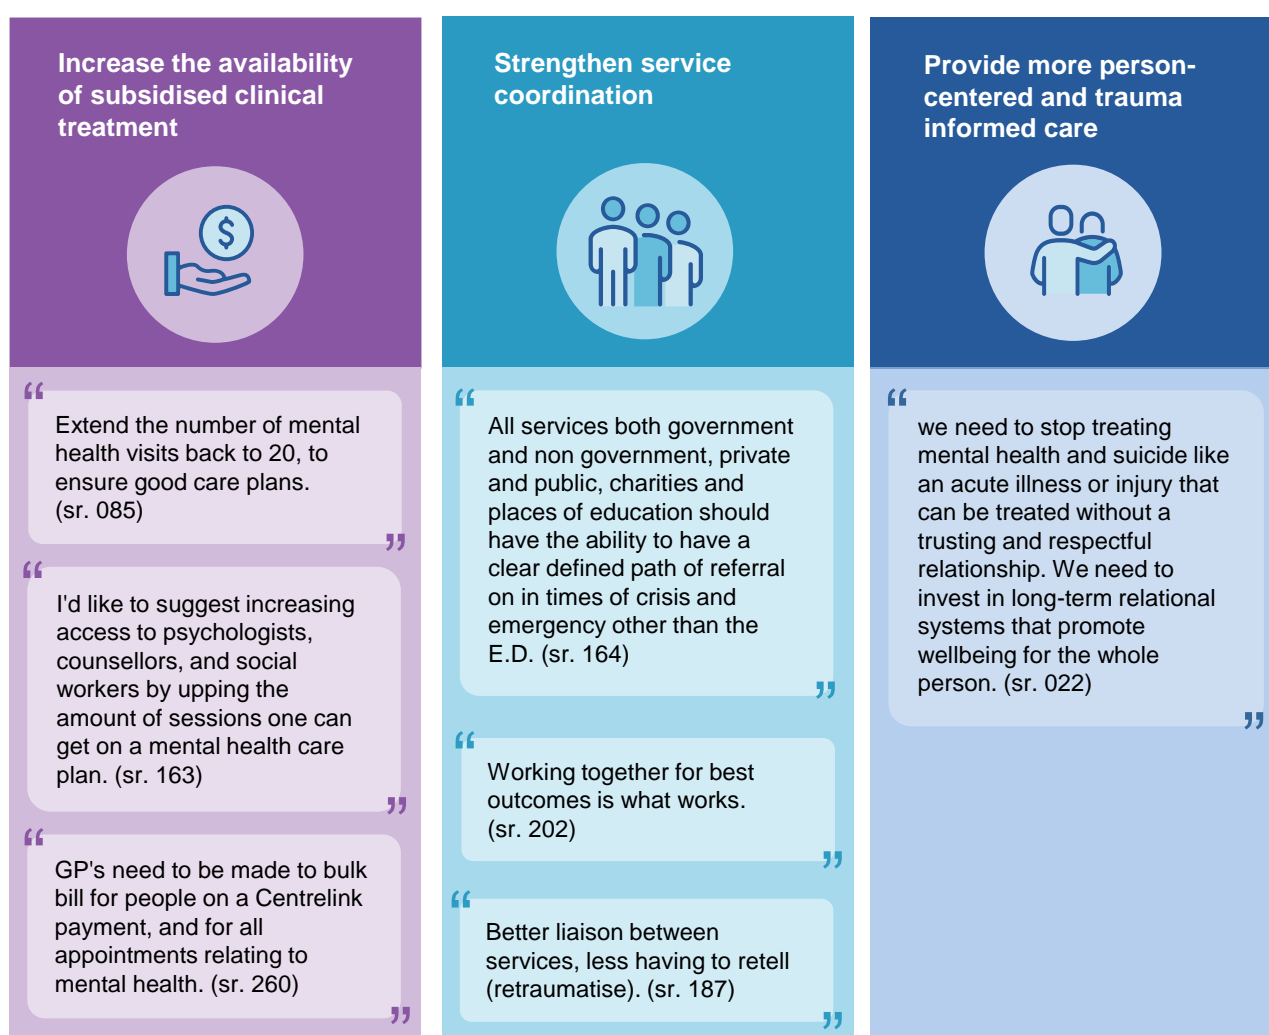 Increase the availability
of subsidised clinical
treatment
$
“
Extend the number of mental
health visits back to 20, to
ensure good care plans.
(sr. 085)
”
“
I'd like to suggest increasing
access to psychologists,
counsellors, and social
workers by upping the
amount of sessions one can
get on a mental health care
plan. (sr. 163)
”
“
GP's need to be made to bulk
bill for people on a Centrelink
payment, and for all
appointments relating to
mental health. (sr. 260)
”
Strengthen service
coordination
“
All services both government
and non government, private
and public, charities and
places of education should
have the ability to have a
clear defined path of referral
on in times of crisis and
emergency other than the
E.D. (sr. 164)
”
“
Working together for best
outcomes is what works.
(sr. 202)
”
“
Better liaison between
services, less having to retell
(retraumatise). (sr. 187)
”
Provide more person-
centered and trauma
informed care
“
we need to stop treating
mental health and suicide like
an acute illness or injury that
can be treated without a
trusting and respectful
relationship. We need to
invest in long-term relational
systems that promote
wellbeing for the whole
person. (sr. 022)
”